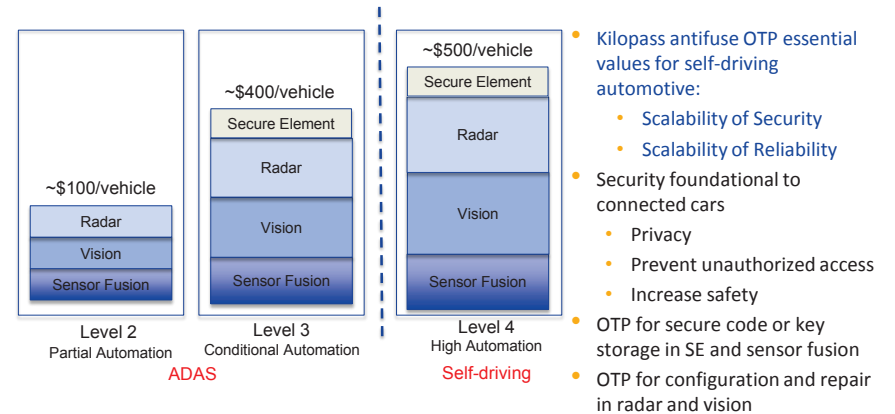 ~$100/vehicle
Radar
Vision
Sensor Fusion
Level 2
Partial Automation
~$400/vehicle
Secure Element
Radar
Vision
Sensor Fusion
Level 3
Conditional Automation
ADAS
~$500/vehicle
Secure Element
Radar
Vision
Sensor Fusion
Level 4
High Automation
Self-driving
• Kilopass antifuse OTP essential
values for self-driving
automotive:
• Scalability of Security
• Scalability of Reliability
• Security foundational to
connected cars
• Privacy
• Prevent unauthorized access
• Increase safety
• OTP for secure code or key
storage in SE and sensor fusion
• OTP for configuration and repair
in radar and vision